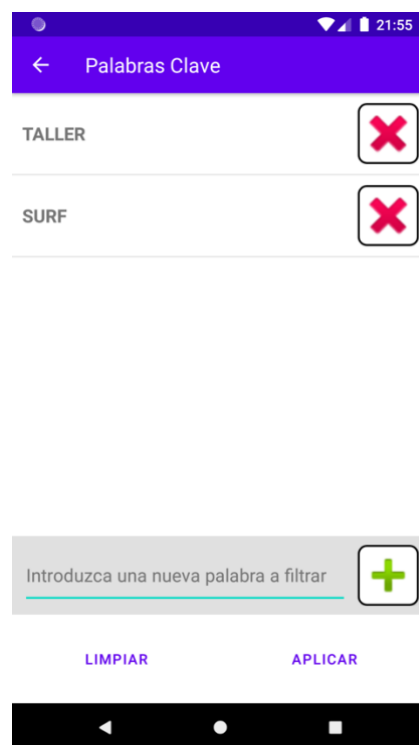 21:55
Palabras Clave
TALLER
SURF
Introduzca una nueva palabra a filtrar
LIMPIAR APLICAR